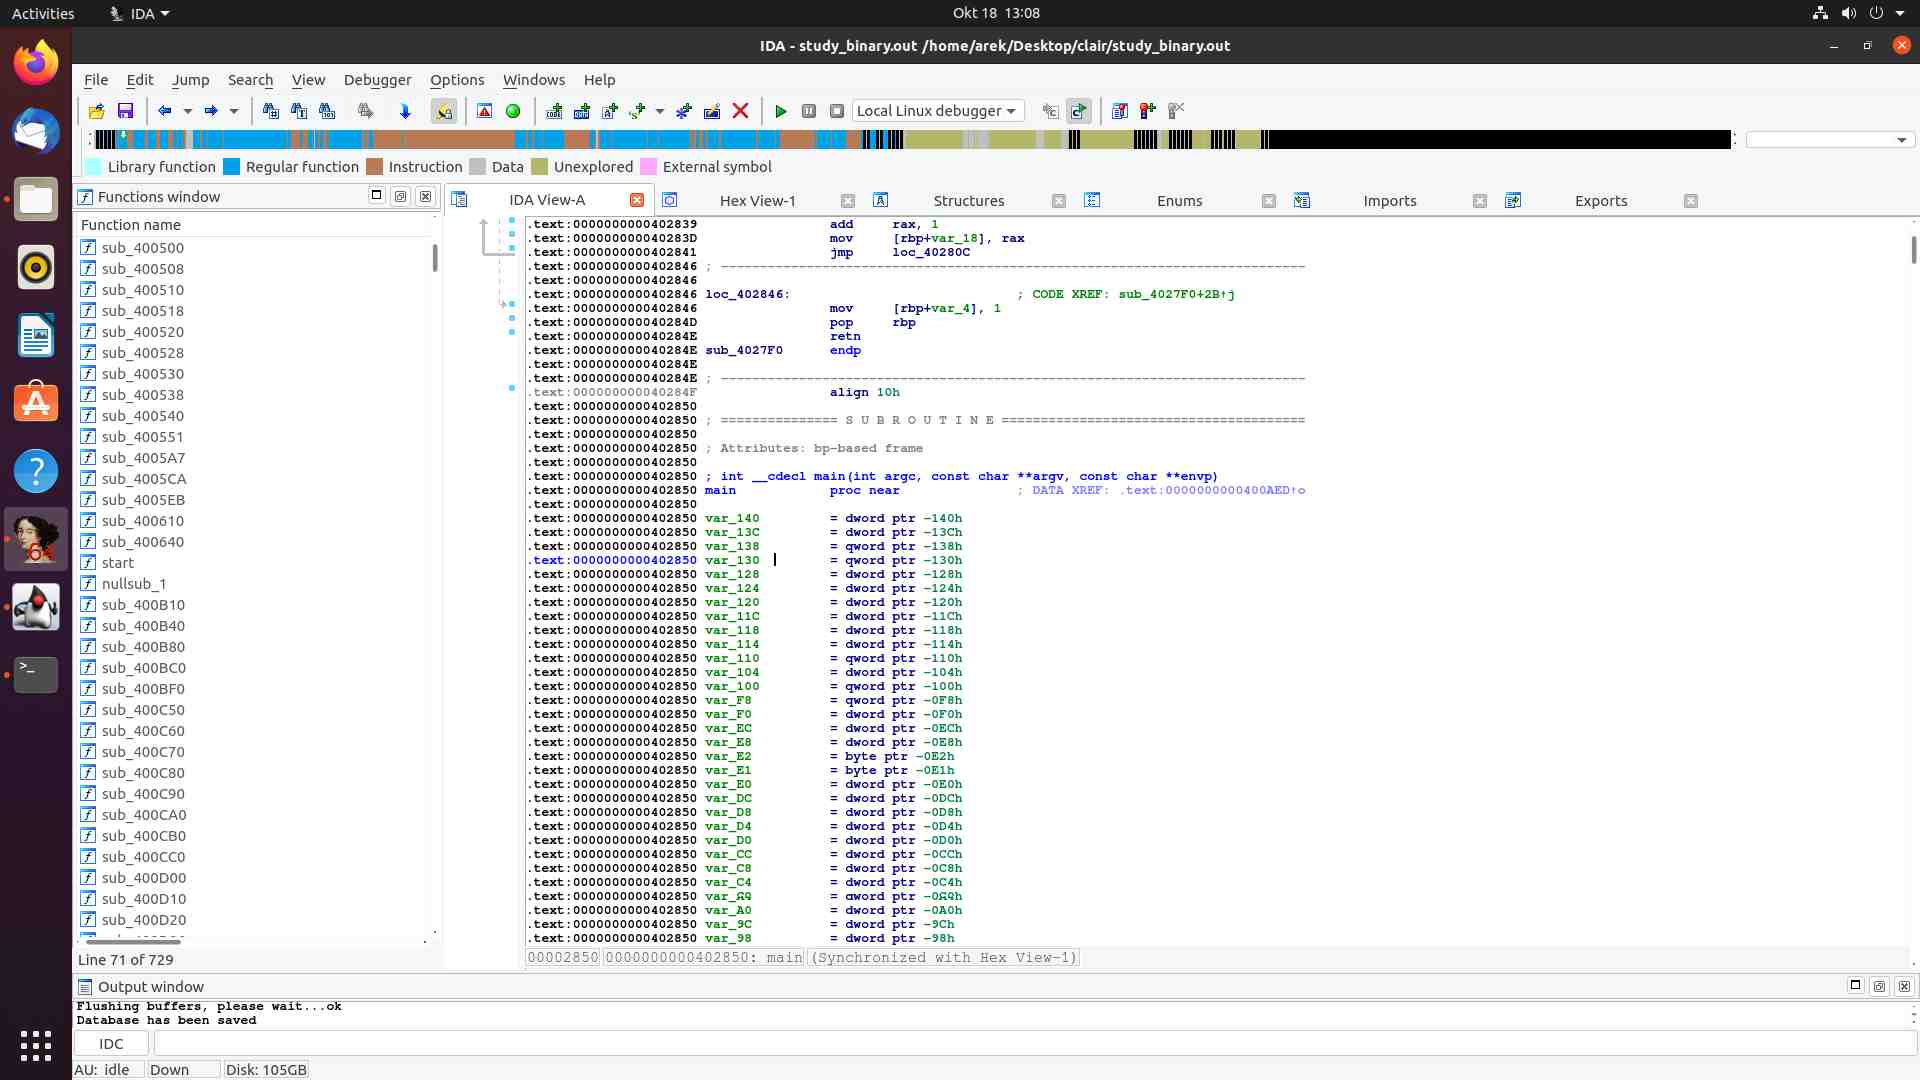 Activities IDA Okt 18 13:08
IDA - study_binary.out /home/arek/Desktop/clair/study_binary.out
File Edit Jump Search View Debugger Options Windows Help
Local Linux debugger
Library function Regular function Instruction Data Unexplored External symbol
Functions window
Function name
sub_400500
sub_400508
sub_400510
sub_400518
sub_400520
sub_400528
sub_400530
sub_400538
sub_400540
sub_400551
sub_4005A7
sub_4005CA
sub_4005EB
sub_400610
sub_400640
start
nullsub_1
sub_400B10
sub_400B40
sub_400B80
sub_400BC0
sub_400BF0
sub_400C50
sub_400C60
sub_400C70
sub_400C80
sub_400C90
sub_400CA0
sub_400CB0
sub_400CC0
sub_400D00
sub_400D10
sub_400D20
Line 71 of 729
IDA View-A Hex View-1 Structures Enums Imports Exports
.text:0000000000402839 add rax, 1
.text:000000000040283D mov [rbp+var_18], rax
.text:0000000000402841 jmp loc_40280C
.text:0000000000402846 ; ---------------------------------------------------------------------------
.text:0000000000402846
.text:0000000000402846 loc_402846: ; CODE XREF: sub_4027F0+2B↑j
.text:0000000000402846 mov [rbp+var_4], 1
.text:000000000040284D pop rbp
.text:000000000040284E retn
.text:000000000040284E sub_4027F0 endp
.text:000000000040284E
.text:000000000040284E ; ---------------------------------------------------------------------------
.text:000000000040284F align 10h
.text:0000000000402850
.text:0000000000402850 ; =============== S U B R O U T I N E =======================================
.text:0000000000402850
.text:0000000000402850 ; Attributes: bp-based frame
.text:0000000000402850
.text:0000000000402850 ; int __cdecl main(int argc, const char **argv, const char **envp)
.text:0000000000402850 main proc near ; DATA XREF: .text:0000000000400AED↑o
.text:0000000000402850
.text:0000000000402850 var_140 = dword ptr -140h
.text:0000000000402850 var_13C = dword ptr -13Ch
.text:0000000000402850 var_138 = qword ptr -138h
.text:0000000000402850 var_130 = qword ptr -130h
.text:0000000000402850 var_128 = dword ptr -128h
.text:0000000000402850 var_124 = dword ptr -124h
.text:0000000000402850 var_120 = dword ptr -120h
.text:0000000000402850 var_11C = dword ptr -11Ch
.text:0000000000402850 var_118 = dword ptr -118h
.text:0000000000402850 var_114 = dword ptr -114h
.text:0000000000402850 var_110 = qword ptr -110h
.text:0000000000402850 var_104 = dword ptr -104h
.text:0000000000402850 var_100 = qword ptr -100h
.text:0000000000402850 var_F8 = qword ptr -0F8h
.text:0000000000402850 var_F0 = dword ptr -0F0h
.text:0000000000402850 var_EC = dword ptr -0ECh
.text:0000000000402850 var_E8 = dword ptr -0E8h
.text:0000000000402850 var_E2 = byte ptr -0E2h
.text:0000000000402850 var_E1 = byte ptr -0E1h
.text:0000000000402850 var_E0 = dword ptr -0E0h
.text:0000000000402850 var_DC = dword ptr -0DCh
.text:0000000000402850 var_D8 = dword ptr -0D8h
.text:0000000000402850 var_D4 = dword ptr -0D4h
.text:0000000000402850 var_D0 = dword ptr -0D0h
.text:0000000000402850 var_CC = dword ptr -0CCh
.text:0000000000402850 var_C8 = dword ptr -0C8h
.text:0000000000402850 var_C4 = dword ptr -0C4h
.text:0000000000402850 ptr
.text:0000000000402850 var_A0 = dword ptr -0A0h
.text:0000000000402850 var_9C = dword ptr -9Ch
.text:0000000000402850 var_98 = dword ptr -98h
00002850 0000000000402850: main (Synchronized with Hex View-1)
Output window
Flushing buffers, please wait...ok
Database has been saved
IDC
AU: idle Down Disk: 105GB